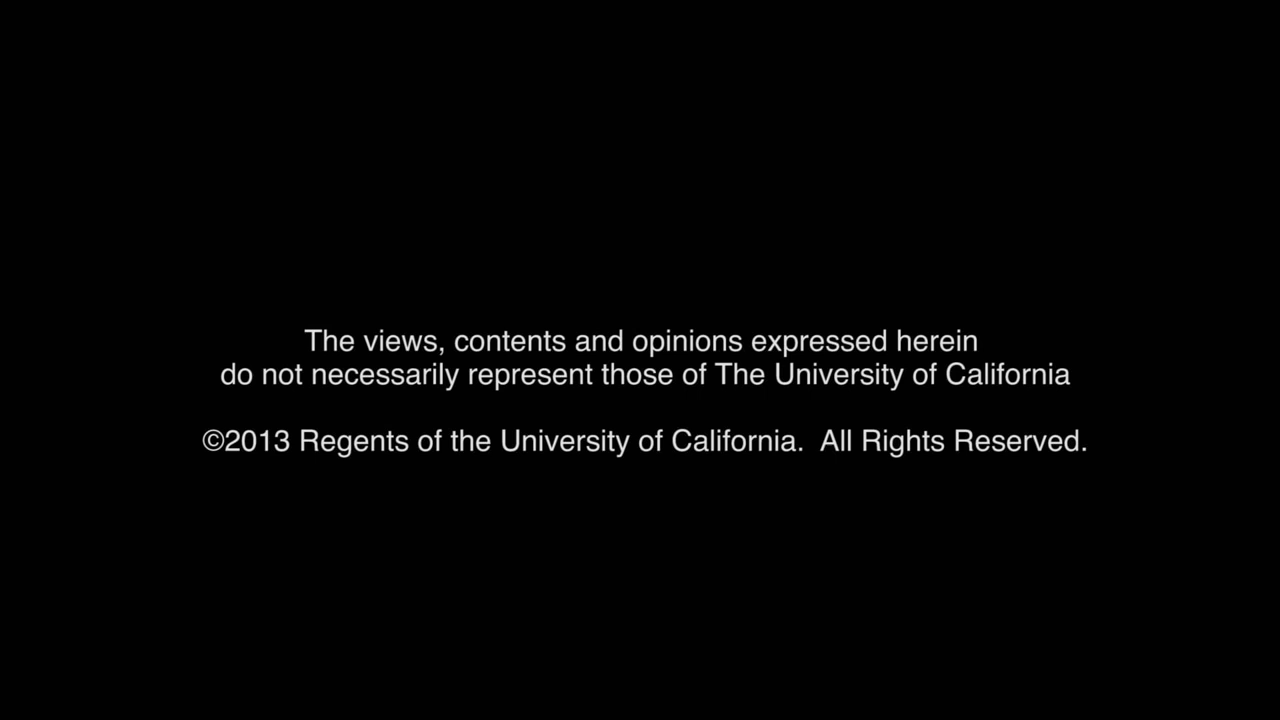 The views, contents and opinions expressed herein
do not necessarily represent those of The University of California
©2013 Regents of the University of California.  All Rights Reserved.